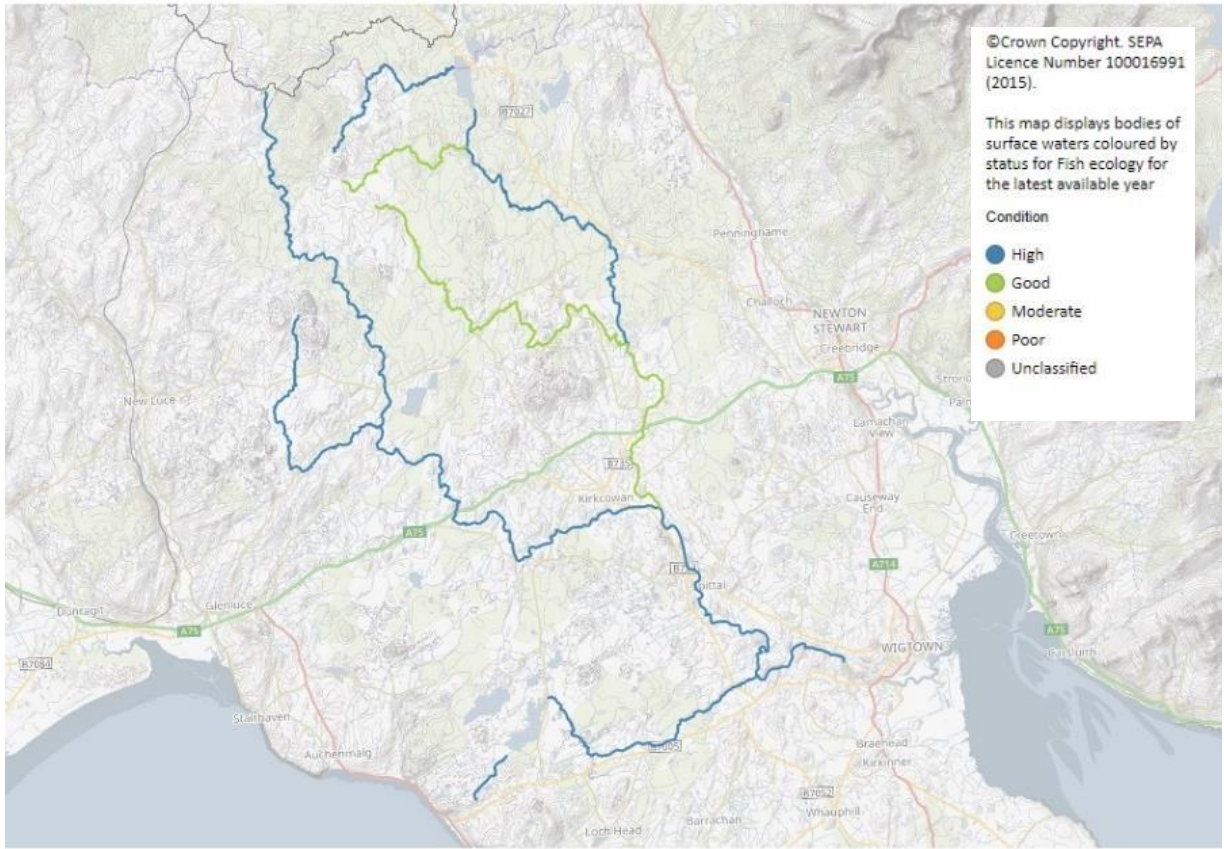 ©Crown Copyright. SEPA
Licence Number 100016991
(2015).
This map displays bodies of
surface waters coloured by
status for Fish ecology for
the latest available year
Condition
High
Good
Moderate
Poor
Unclassified
B7027
Penninghame
Challoch
NEWTON
STEWART
Creebridge
A75
New Luce
Lamachan
View
B735
Kirkcowan
Causeway
End
A75
Creetown
A714
Dunragit
Glenluce
A75
A75
B7084
WIGTOWN
Stairhaven
Auchenmalg
B7005
Braehead
Kirkinner
B7052
Whauphill
Barrachan
Loch Head